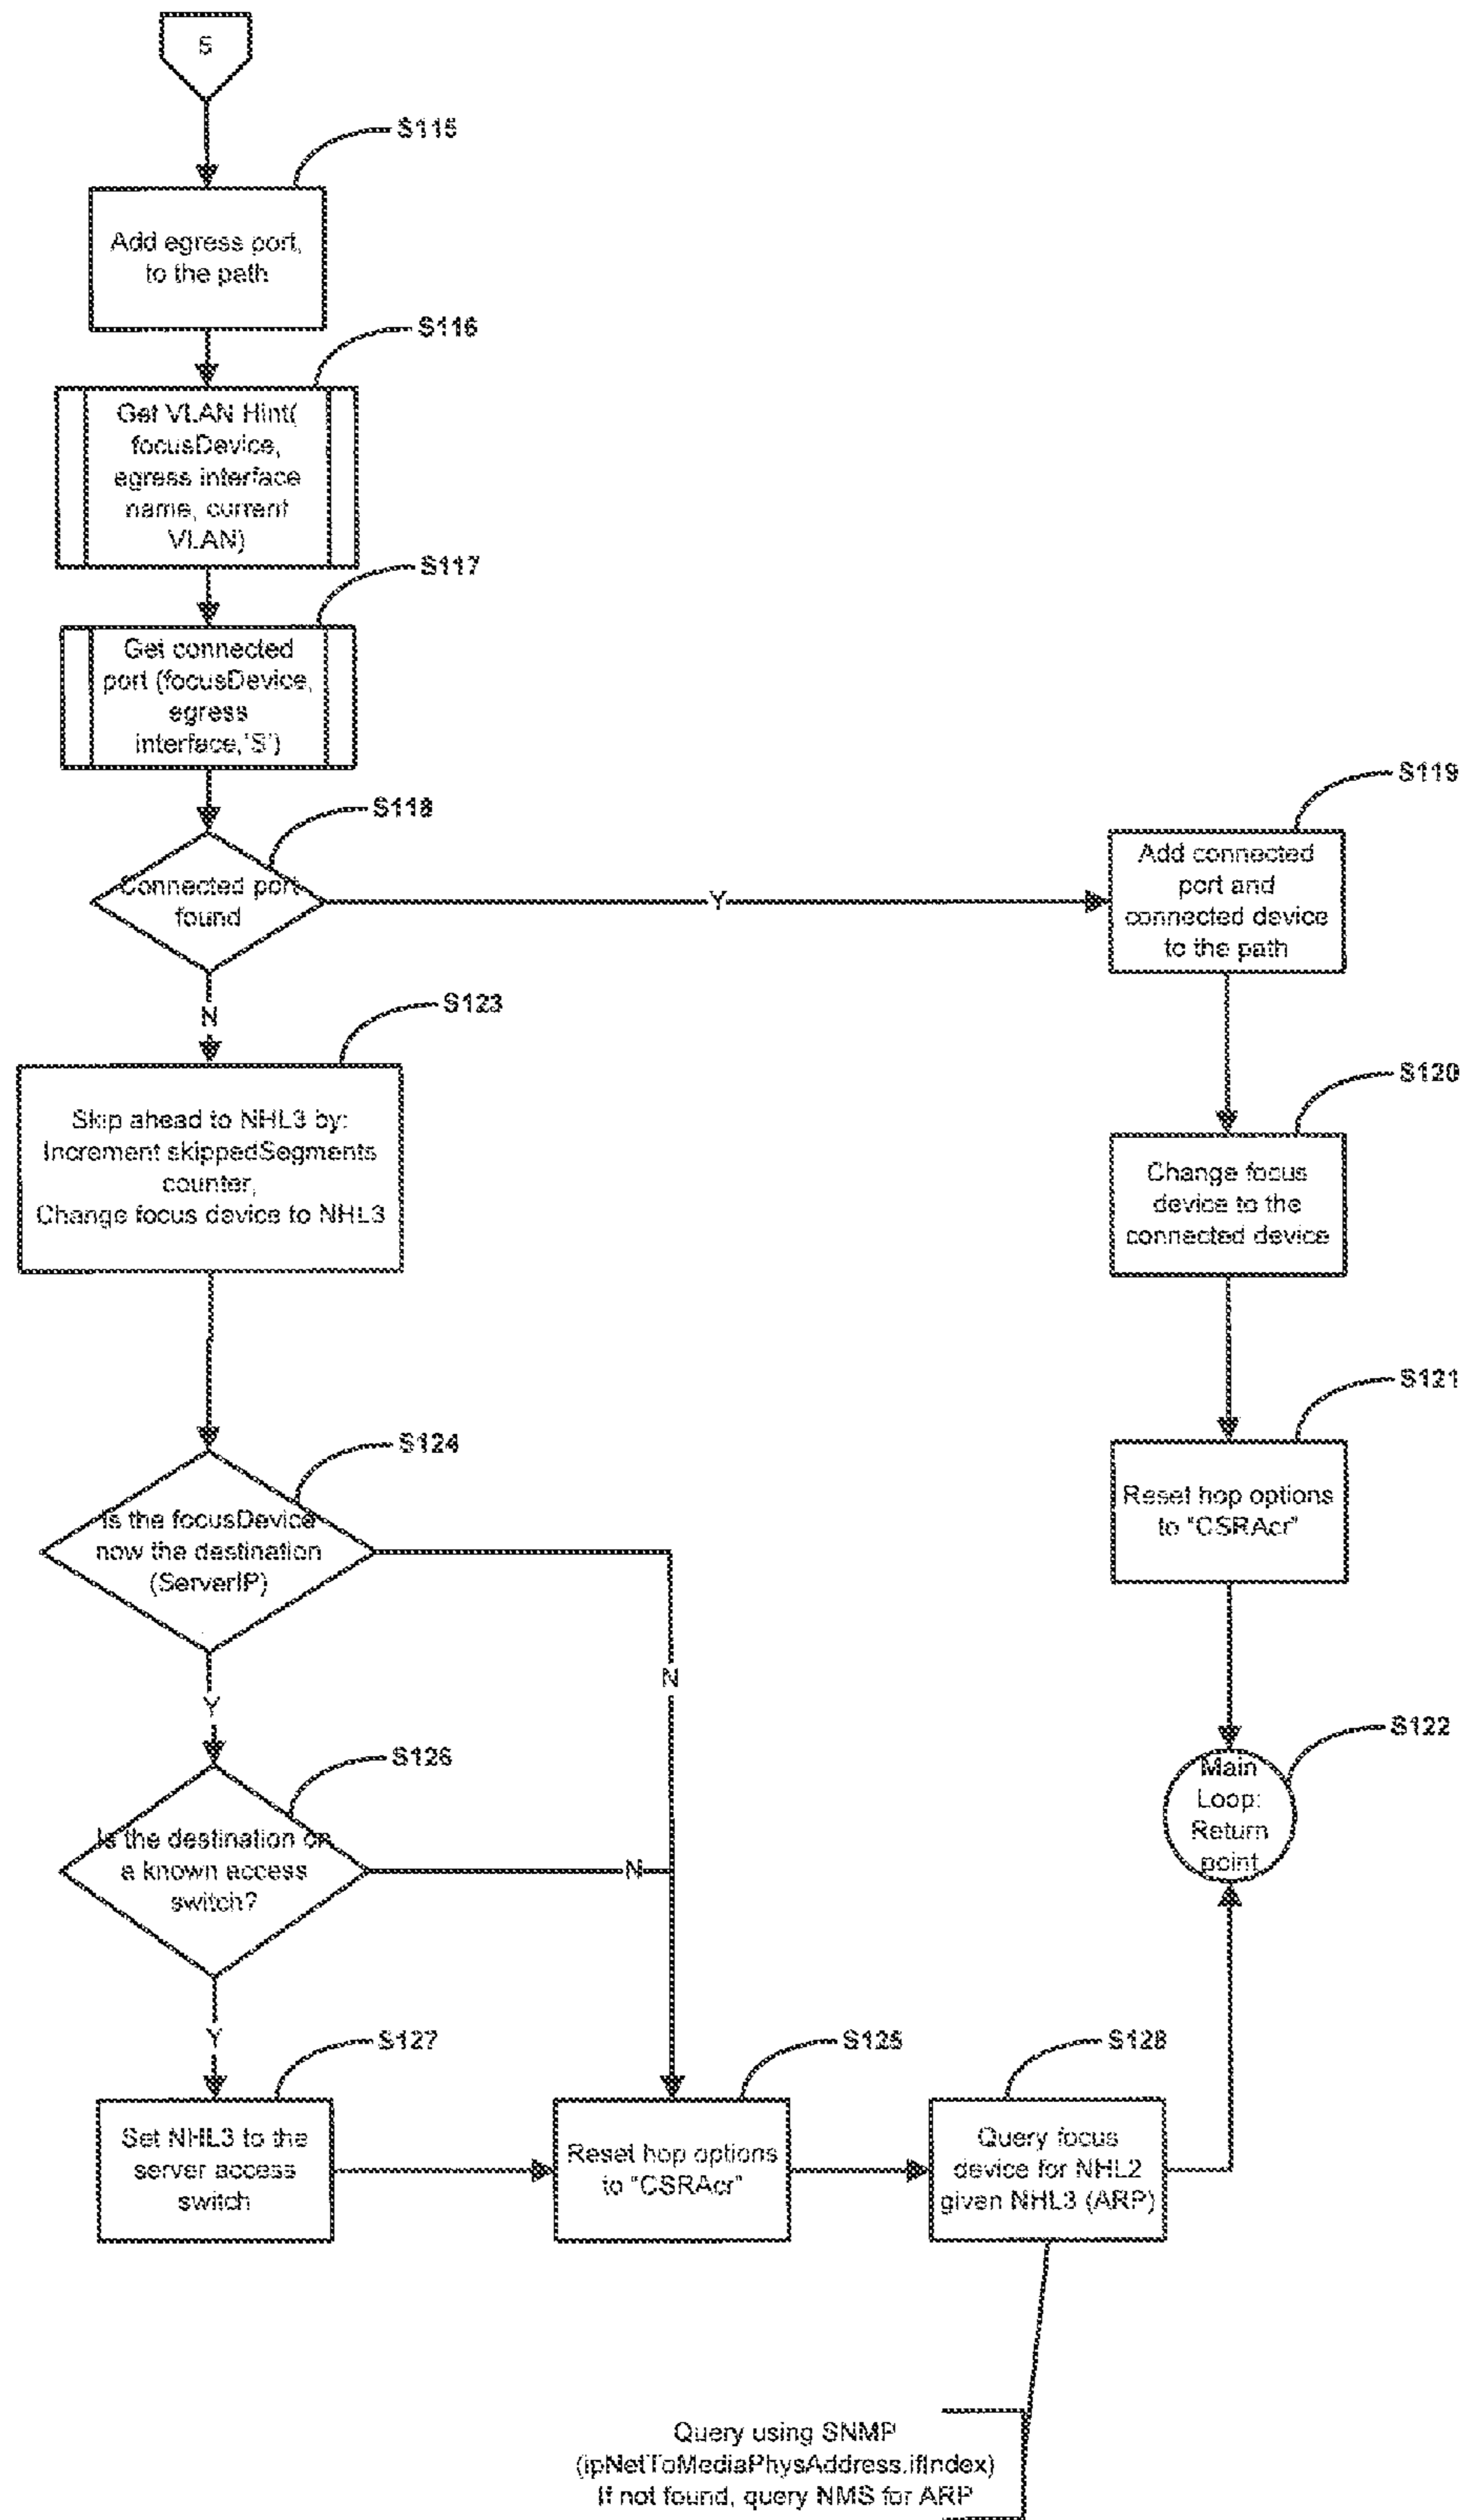 S
S115
Add egress port,
to the path
S116
Get VLAN Hint(
focusDevice,
egress interface
name, current
VLAN)
S117
Get connected
port (focusDevice,
egress
interface,'S')
S118
Connected port
found
Y
S119
Add connected
port and
connected device
to the path
N
S123
Skip ahead to NHL3 by:
Increment skippedSegments
counter,
Change focus device to NHL3
S120
Change focus
device to the
connected device
S121
Reset hop options
to "CSRAcr"
S124
Is the focusDevice
now the destination
(ServerIP)
N
Y
S122
Main
Loop:
Return
point
S126
Is the destination on
a known access
switch?
N
Y
S127
Set NHL3 to the
server access
switch
S125
Reset hop options
to "CSRAcr"
S128
Query focus
device for NHL2
given NHL3 (ARP)
Query using SNMP
(ipNetToMediaPhysAddress.ifIndex)
If not found, query NMS for ARP